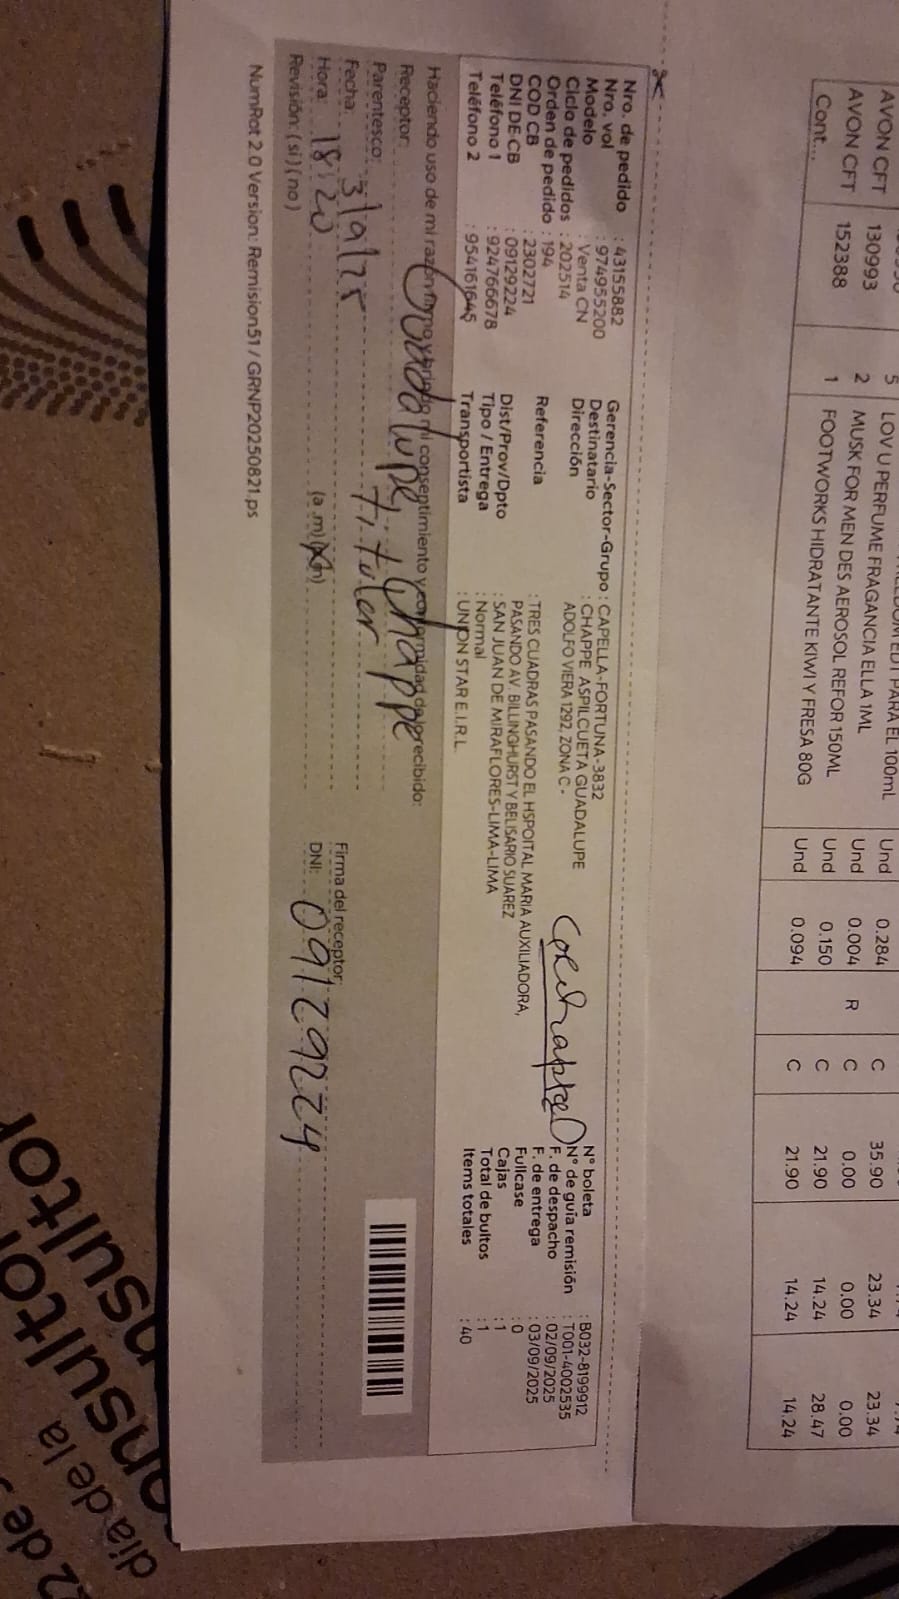 AVON CFT 130993 5 LOV U PERFUME FRAGANCIA ELLA 1ML Und 0.284 C 35.90 23.34 23.34
AVON CFT 152388 2 MUSK FOR MEN DES AEROSOL REFOR 150ML Und 0.004 R C 0.00 0.00 0.00
Cont... 1 FOOTWORKS HIDRATANTE KIWI Y FRESA 80G Und 0.150 C 21.90 14.24 28.47
Und 0.094 C 21.90 14.24 14.24
Nro. de pedido : 43155882
Nro. vol : 974955200
Modelo : Venta CN
Ciclo de pedidos : 202514
Orden de pedido : 194
COD CB : 2302721
DNI DE CB : 09129224
Teléfono 1 : 924766678
Teléfono 2 : 954161645
Gerencia-Sector-Grupo : CAPELLA-FORTUNA-3832
Destinatario : CHAPPE ASPILCUETA GUADALUPE
Dirección ADOLFO VIERA 1292, ZONA C -
Referencia : TRES CUADRAS PASANDO EL HSPOITAL MARIA AUXILIADORA,
PASANDO AV. BILLINGHURST Y BELISARIO SUAREZ
Dist/Prov/Dpto : SAN JUAN DE MIRAFLORES-LIMA-LIMA
Tipo / Entrega : Normal
Transportista : UNION STAR E.I.R.L
N° boleta : B032-8199912
N° de guía remisión : T001-4002535
F. de despacho : 02/09/2025
F. de entrega : 03/09/2025
Fullcase : 0
Cajas : 1
Total de bultos : 1
Items totales : 40
Haciendo uso de mi razón firmo y brindo mi consentimiento y conformidad de lo recibido:
Receptor: Guadalupe Chappe
Parentesco: Titular
Fecha: 3/9/25
Hora: 18:20 (a.m)
Revisión: (si) (no)
Firma del receptor:
DNI: 09129224
NumRot 2.0 Version: Remision51 / GRNP20250821.ps
día de la